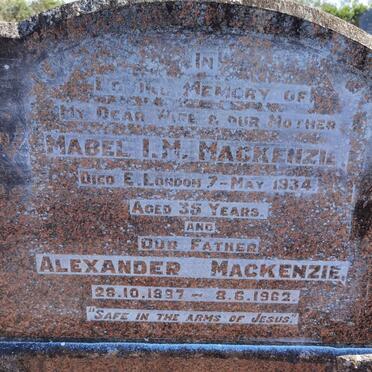 In
Loving Memory of
My Dear Wife & Our Mother
Mabel I.M. Mackenzie
Died E. London 7-May 1934
Aged 35 Years.
and
Our Father
Alexander Mackenzie
26.10.1897 - 8.6.1962.
"Safe in the arms of Jesus."